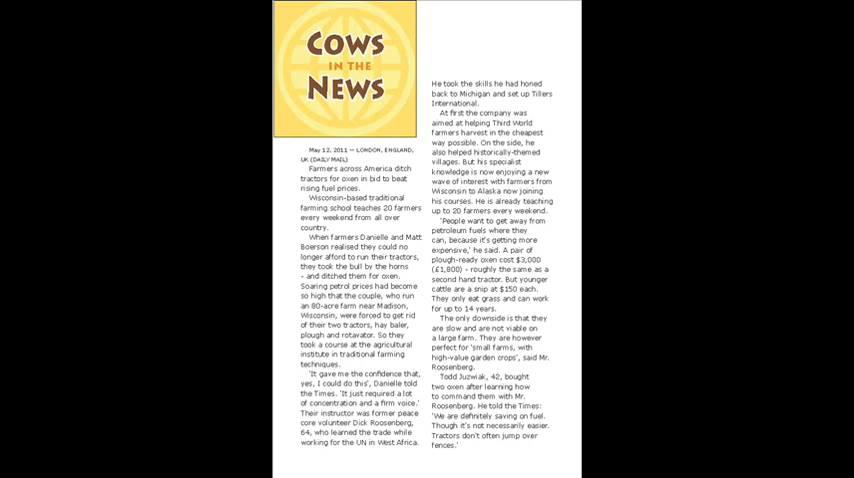 COWS
IN THE
NEWS
May 12, 2011 — LONDON, ENGLAND,
UK (DAILY MAIL)
Farmers across America ditch
tractors for oxen in bid to beat
rising fuel prices.
Wisconsin-based traditional
farming school teaches 20 farmers
every weekend from all over
country.
When farmers Danielle and Matt
Boerson realised they could no
longer afford to run their tractors,
they took the bull by the horns
- and ditched them for oxen.
Soaring petrol prices had become
so high that the couple, who run
an 80-acre farm near Madison,
Wisconsin, were forced to get rid
of their two tractors, hay baler,
plough and rotavator. So they
took a course at the agricultural
institute in traditional farming
techniques.
'It gave me the confidence that,
yes, I could do this', Danielle told
the Times. 'It just required a lot
of concentration and a firm voice.'
Their instructor was former peace
core volunteer Dick Roosenberg,
64, who learned the trade while
working for the UN in West Africa.
He took the skills he had honed
back to Michigan and set up Tillers
International.
At first the company was
aimed at helping Third World
farmers harvest in the cheapest
way possible. On the side, he
also helped historically-themed
villages. But his specialist
knowledge is now enjoying a new
wave of interest with farmers from
Wisconsin to Alaska now joining
his courses. He is already teaching
up to 20 farmers every weekend.
'People want to get away from
petroleum fuels where they
can, because it's getting more
expensive,' he said. A pair of
plough-ready oxen cost $3,000
(£1,800) - roughly the same as a
second hand tractor. But younger
cattle are a snip at $150 each.
They only eat grass and can work
for up to 14 years.
The only downside is that they
are slow and are not viable on
a large farm. They are however
perfect for 'small farms, with
high-value garden crops', said Mr.
Roosenberg.
Todd Juzwiak, 42, bought
two oxen after learning how
to command them with Mr.
Roosenberg. He told the Times:
'We are definitely saving on fuel.
Though it's not necessarily easier.
Tractors don't often jump over
fences.'